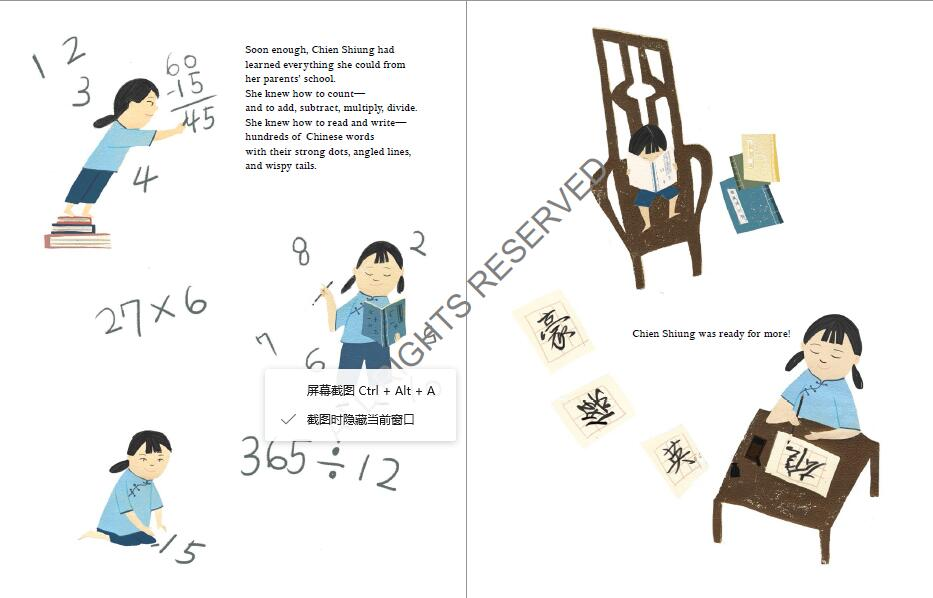 1 2
3
60
-15
45
4
Soon enough, Chien Shiung had
learned everything she could from
her parents' school.
She knew how to count—
and to add, subtract, multiply, divide.
She knew how to read and write—
hundreds of Chinese words
with their strong dots, angled lines,
and wispy tails.
8
2
27×6
7
6
屏幕截图 Ctrl + Alt + A
截图时隐藏当前窗口
365÷12
-15
RIGHTS RESERVED
豪
Chien Shiung was ready for more!
傑
英
雄